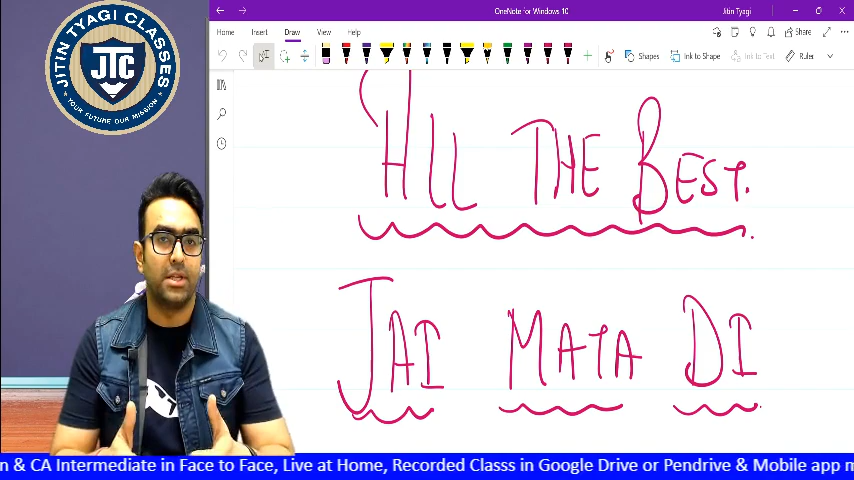 JITIN TYAGI CLASSES
JTC
"YOUR FUTURE OUR MISSION"
OneNote for Windows 10
Jitin Tyagi
Home Insert Draw View Help
Share
Shapes
Ink to Shape
Ink to Text
Ruler
ALL THE BEST.
JAI MATA DI
n & CA Intermediate in Face to Face, Live at Home, Recorded Classs in Google Drive or Pendrive & Mobile app m